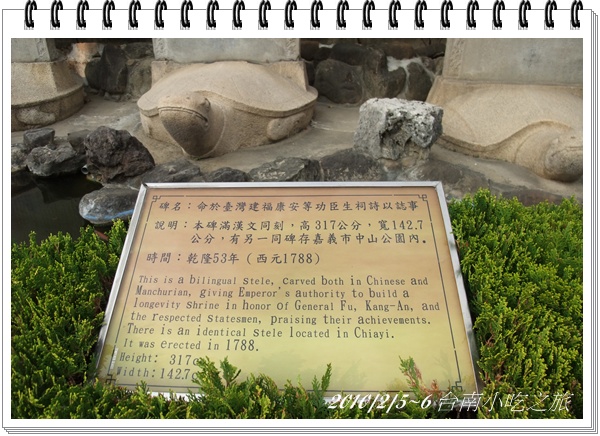 碑名：命於臺灣建福康安等功臣生祠詩以誌事
說明：本碑滿漢文同刻，高317公分，寬142.7
公分，有另一同碑存嘉義市中山公園內。
時間：乾隆53年（西元1788）
This is a bilingual Stele, carved both in Chinese and
Manchurian, giving Emperor's authority to build a
longevity Shrine in honor of General Fu, Kang-An, and
the respected Statesmen, praising their achievements.
There is an identical Stele located in Chiayi.
It was erected in 1788.
Height: 317c
Width: 142.7c
2010/2/5~6 台南小吃之旅